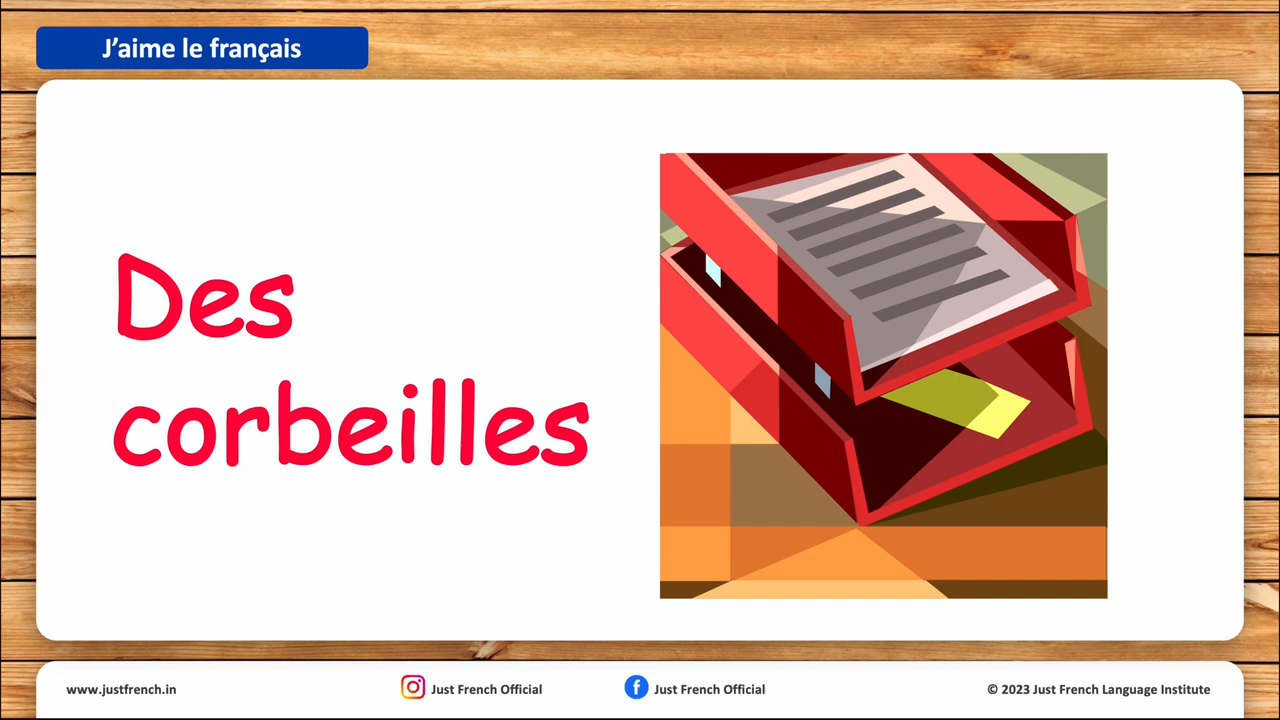 J’aime le français
Des
corbeilles
www.justfrench.in
Just French Official
Just French Official
© 2023 Just French Language Institute